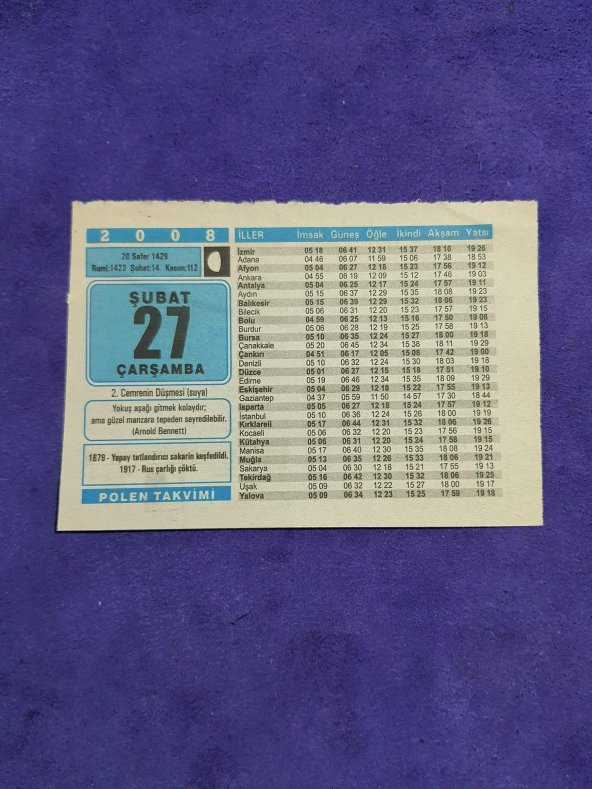 2008
20 Sefer 1429
Rumi:1423 Şubat:14 Kasım:112
ŞUBAT
27
ÇARŞAMBA
2. Cemrenin Düşmesi (suya)
Yokuş aşağı gitmek kolaydır;
ama güzel manzara tepeden seyredilebilir.
(Arnold Bennett)
1879 - Yapay tatlandırıcı sakarin keşfedildi.
1917 - Rus çarlığı çöktü.
POLEN TAKVİMİ
İLLER İmsak Güneş Öğle İkindi Akşam Yatsı
İzmir 05 18 06 41 12 31 15 37 18 10 19 26
Adana 04 46 06 07 11 59 15 06 17 38 18 53
Afyon 05 04 06 27 12 18 15 23 17 56 19 12
Ankara 04 55 06 19 12 09 15 12 17 46 19 03
Antalya 05 04 06 25 12 17 15 24 17 57 19 11
Aydın 05 15 06 37 12 29 15 35 18 08 19 23
Balıkesir 05 15 06 39 12 29 15 32 18 06 19 23
Bilecik 05 06 06 31 12 20 15 23 17 57 19 15
Bolu 04 59 06 25 12 13 15 16 17 50 19 08
Burdur 05 06 06 28 12 19 15 25 17 58 19 13
Bursa 05 10 06 35 12 24 15 27 18 00 19 18
Çanakkale 05 20 06 45 12 34 15 38 18 11 19 29
Çankırı 04 51 06 17 12 05 15 08 17 42 19 00
Denizli 05 10 06 32 12 24 15 30 18 03 19 18
Düzce 05 01 06 27 12 15 15 18 17 51 19 10
Edirne 05 19 06 46 12 34 15 35 18 09 19 29
Eskişehir 05 04 06 29 12 18 15 22 17 55 19 13
Gaziantep 04 37 05 59 11 50 14 57 17 30 18 44
Isparta 05 05 06 27 12 18 15 24 17 57 19 12
İstanbul 05 10 06 36 12 24 15 26 18 00 19 19
Kırklareli 05 17 06 44 12 31 15 32 18 06 19 26
Kocaeli 05 06 06 32 12 20 15 23 17 56 19 15
Kütahya 05 06 06 31 12 20 15 24 17 58 19 15
Manisa 05 17 06 40 12 30 15 35 18 08 19 24
Muğla 05 13 06 35 12 26 15 33 18 06 19 21
Sakarya 05 04 06 30 12 18 15 21 17 55 19 13
Tekirdağ 05 16 06 42 12 30 15 32 18 06 19 25
Uşak 05 09 06 32 12 22 15 27 18 00 19 17
Yalova 05 09 06 34 12 23 15 25 17 59 19 18